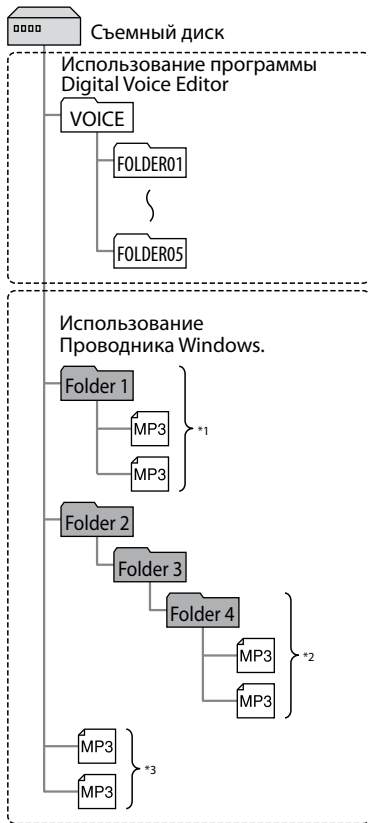 Съемный диск
Использование программы
Digital Voice Editor
VOICE
FOLDER01
FOLDER05
Использование
Проводника Windows.
Folder 1
MP3
*1
MP3
Folder 2
Folder 3
Folder 4
MP3
*2
MP3
MP3
*3
MP3